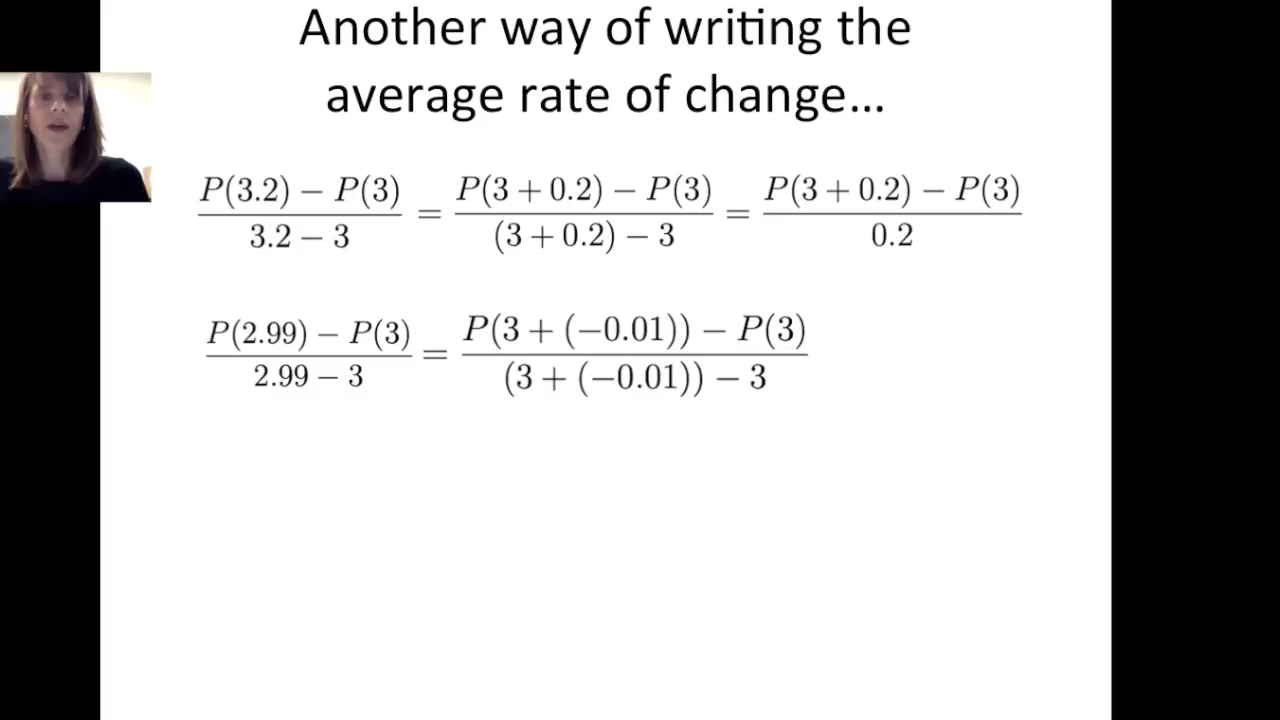 Another way of writing the
average rate of change…
P(3.2) − P(3) / 3.2 − 3 = P(3 + 0.2) − P(3) / (3 + 0.2) − 3 = P(3 + 0.2) − P(3) / 0.2
P(2.99) − P(3) / 2.99 − 3 = P(3 + (−0.01)) − P(3) / (3 + (−0.01)) − 3